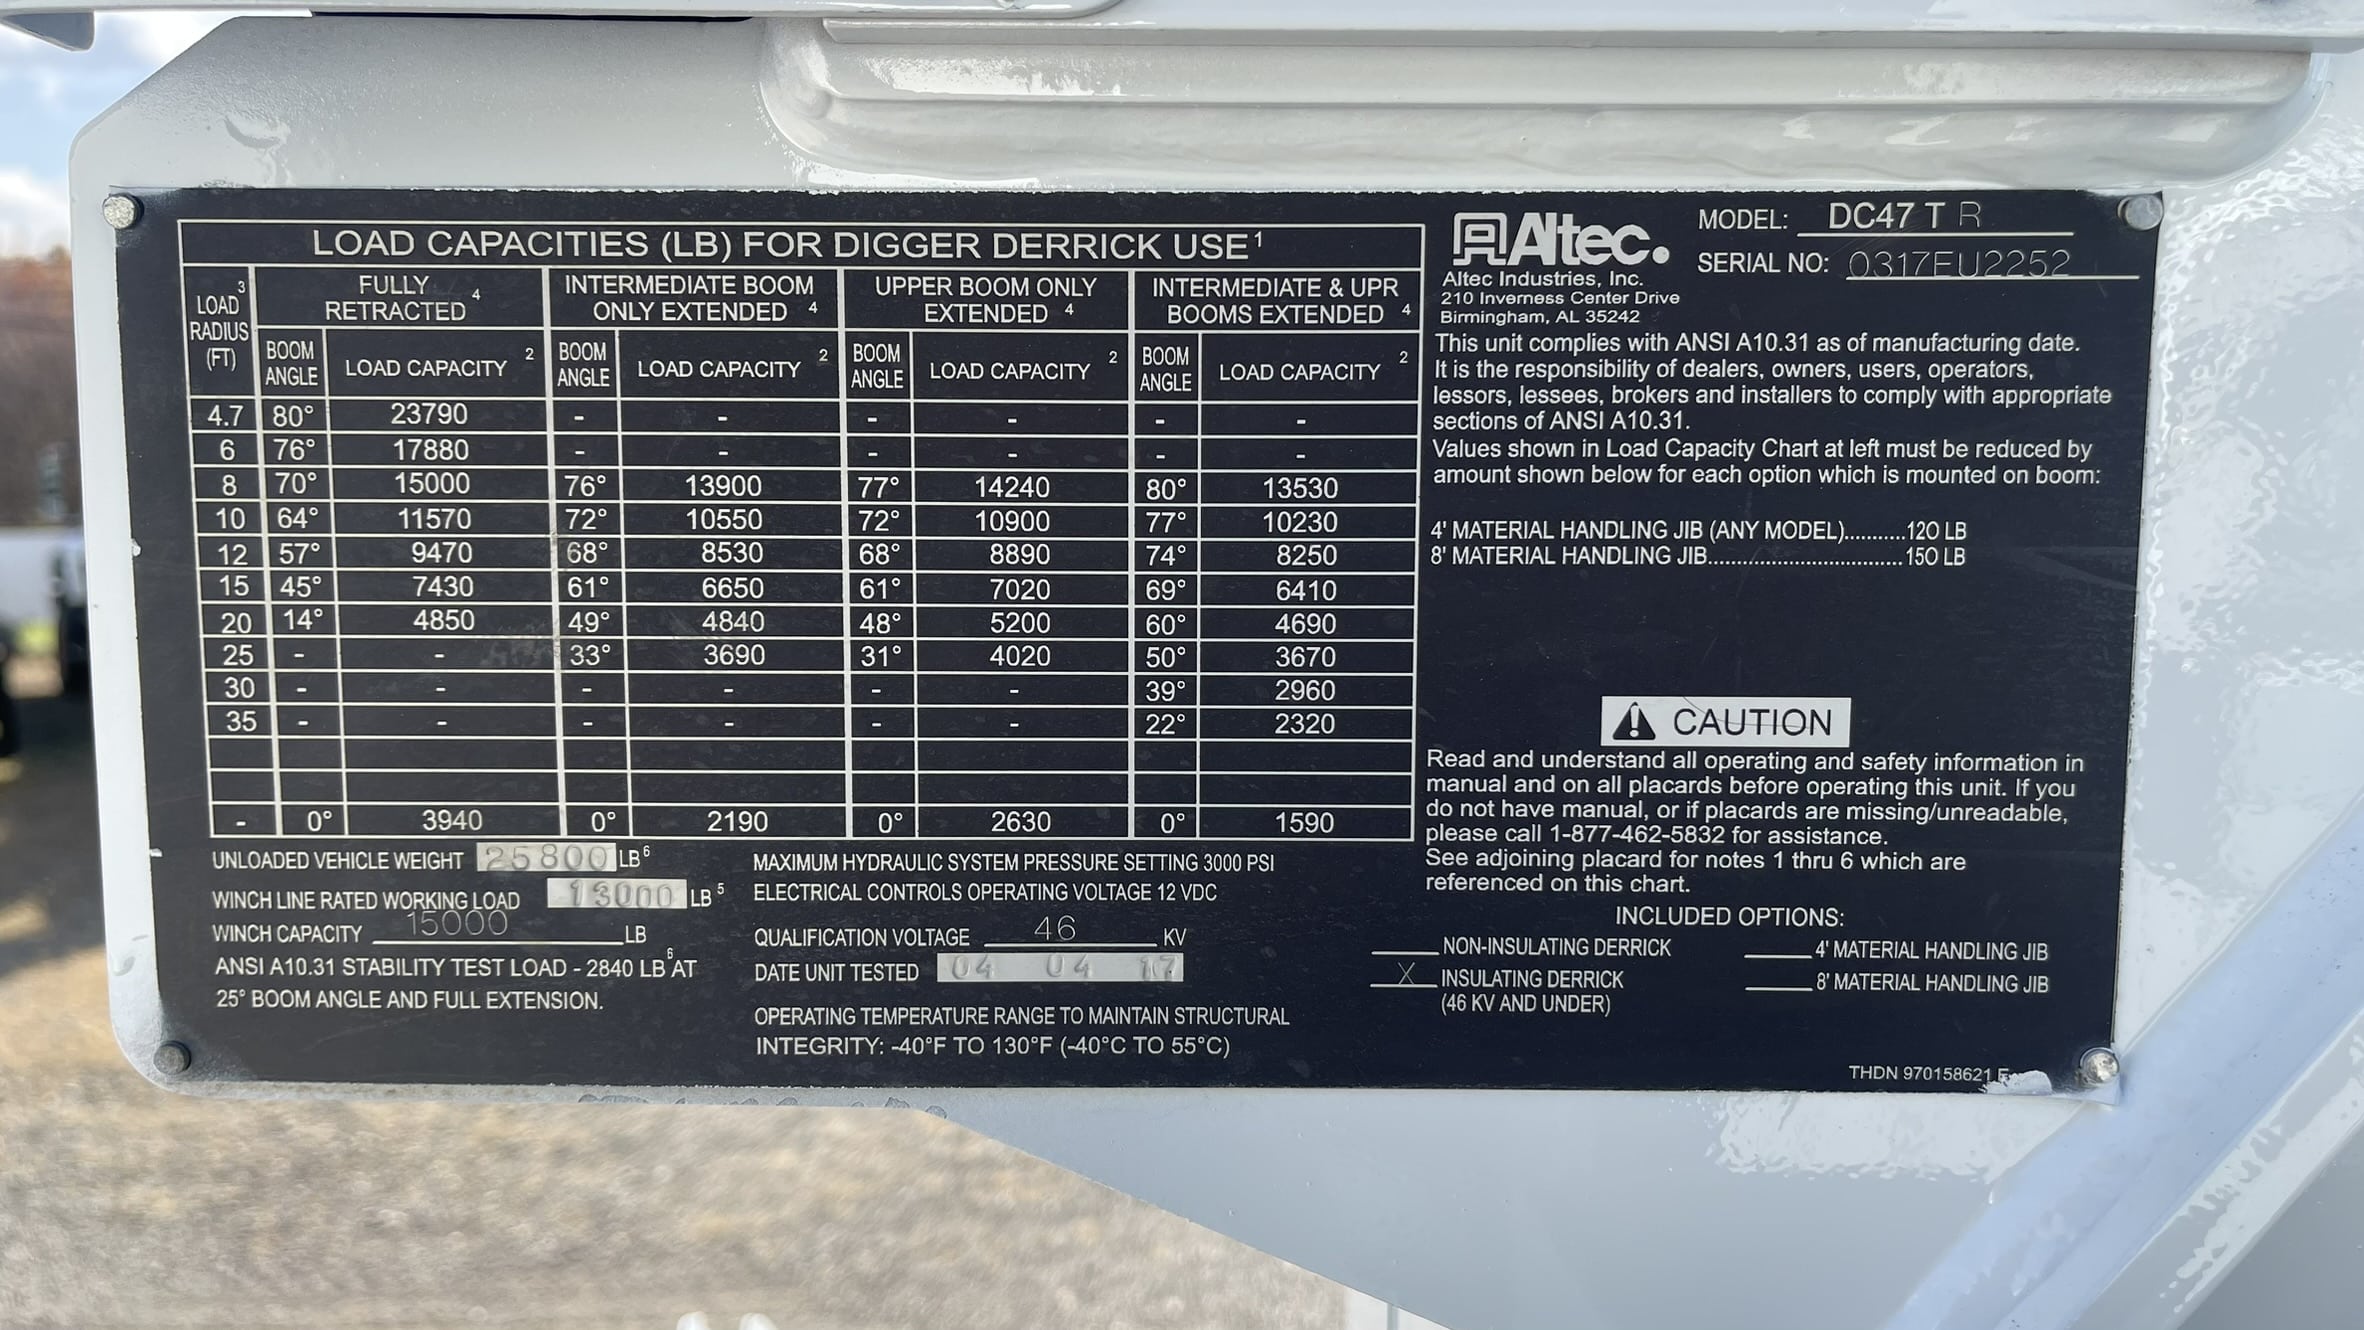 LOAD CAPACITIES (LB) FOR DIGGER DERRICK USE 1
LOAD RADIUS (FT) 3 FULLY RETRACTED 4 INTERMEDIATE BOOM ONLY EXTENDED 4 UPPER BOOM ONLY EXTENDED 4 INTERMEDIATE & UPR BOOMS EXTENDED 4
BOOM ANGLE LOAD CAPACITY 2 BOOM ANGLE LOAD CAPACITY 2 BOOM ANGLE LOAD CAPACITY 2 BOOM ANGLE LOAD CAPACITY 2
4.7 80° 23790 - - - - - -
6 76° 17880 - - - - - -
8 70° 15000 76° 13900 77° 14240 80° 13530
10 64° 11570 72° 10550 72° 10900 77° 10230
12 57° 9470 68° 8530 68° 8890 74° 8250
15 45° 7430 61° 6650 61° 7020 69° 6410
20 14° 4850 49° 4840 48° 5200 60° 4690
25 - - 33° 3690 31° 4020 50° 3670
30 - - - - - - 39° 2960
35 - - - - - - 22° 2320
- 0° 3940 0° 2190 0° 2630 0° 1590
UNLOADED VEHICLE WEIGHT 25800 LB 6
WINCH LINE RATED WORKING LOAD 13000 LB 5
WINCH CAPACITY 15000 LB
ANSI A10.31 STABILITY TEST LOAD - 2840 LB 6 AT
25° BOOM ANGLE AND FULL EXTENSION.
MAXIMUM HYDRAULIC SYSTEM PRESSURE SETTING 3000 PSI
ELECTRICAL CONTROLS OPERATING VOLTAGE 12 VDC
QUALIFICATION VOLTAGE 46 KV
DATE UNIT TESTED 04 04 17
OPERATING TEMPERATURE RANGE TO MAINTAIN STRUCTURAL
INTEGRITY: -40°F TO 130°F (-40°C TO 55°C)
Altec.
Altec Industries, Inc.
210 Inverness Center Drive
Birmingham, AL 35242
MODEL: DC47 T R
SERIAL NO: 0317EU2252
This unit complies with ANSI A10.31 as of manufacturing date.
It is the responsibility of dealers, owners, users, operators,
lessors, lessees, brokers and installers to comply with appropriate
sections of ANSI A10.31.
Values shown in Load Capacity Chart at left must be reduced by
amount shown below for each option which is mounted on boom:
4' MATERIAL HANDLING JIB (ANY MODEL)...........120 LB
8' MATERIAL HANDLING JIB..................................150 LB
CAUTION
Read and understand all operating and safety information in
manual and on all placards before operating this unit. If you
do not have manual, or if placards are missing/unreadable,
please call 1-877-462-5832 for assistance.
See adjoining placard for notes 1 thru 6 which are
referenced on this chart.
INCLUDED OPTIONS:
NON-INSULATING DERRICK 4' MATERIAL HANDLING JIB
X INSULATING DERRICK 8' MATERIAL HANDLING JIB
(46 KV AND UNDER)
THDN 970158621